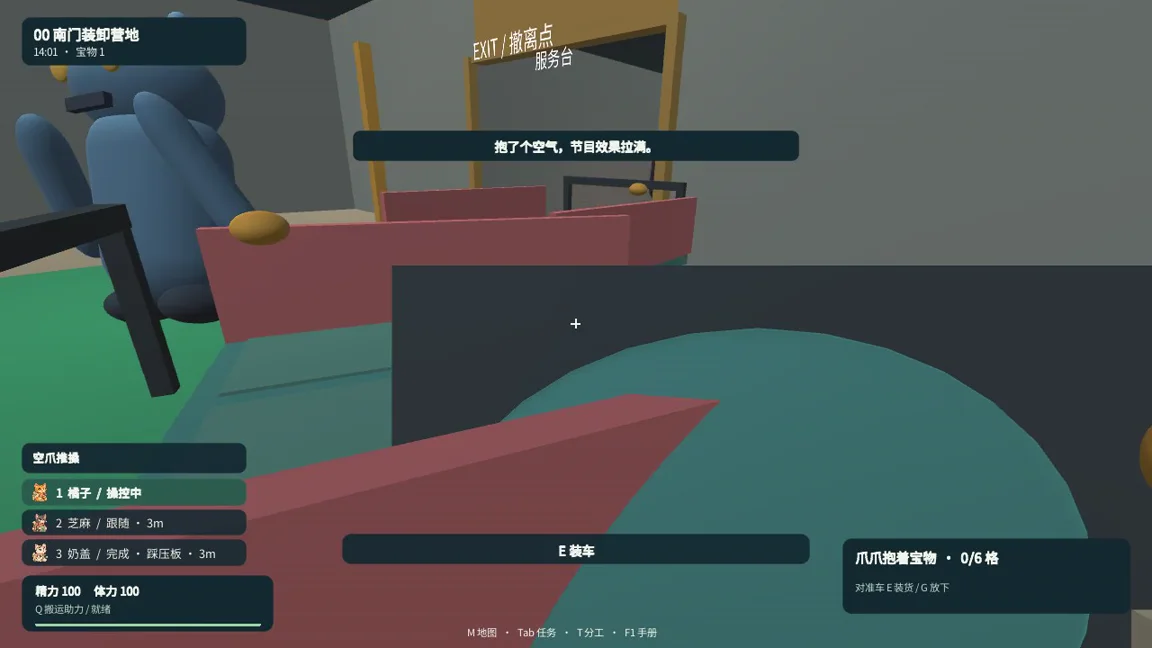 00 南门装卸营地
14:01 · 宝物 1
EXIT / 撤离点
服务台
抱了个空气，节目效果拉满。
空爪推搡
1 橘子 / 操控中
2 芝麻 / 跟随 · 3m
3 奶盖 / 完成 · 踩压板 · 3m
精力 100 体力 100
Q 搬运助力 / 就绪
E 装车
爪爪抱着宝物 · 0/6 格
对准车 E 装货 / G 放下
M 地图 · Tab 任务 · T 分工 · F1 手册